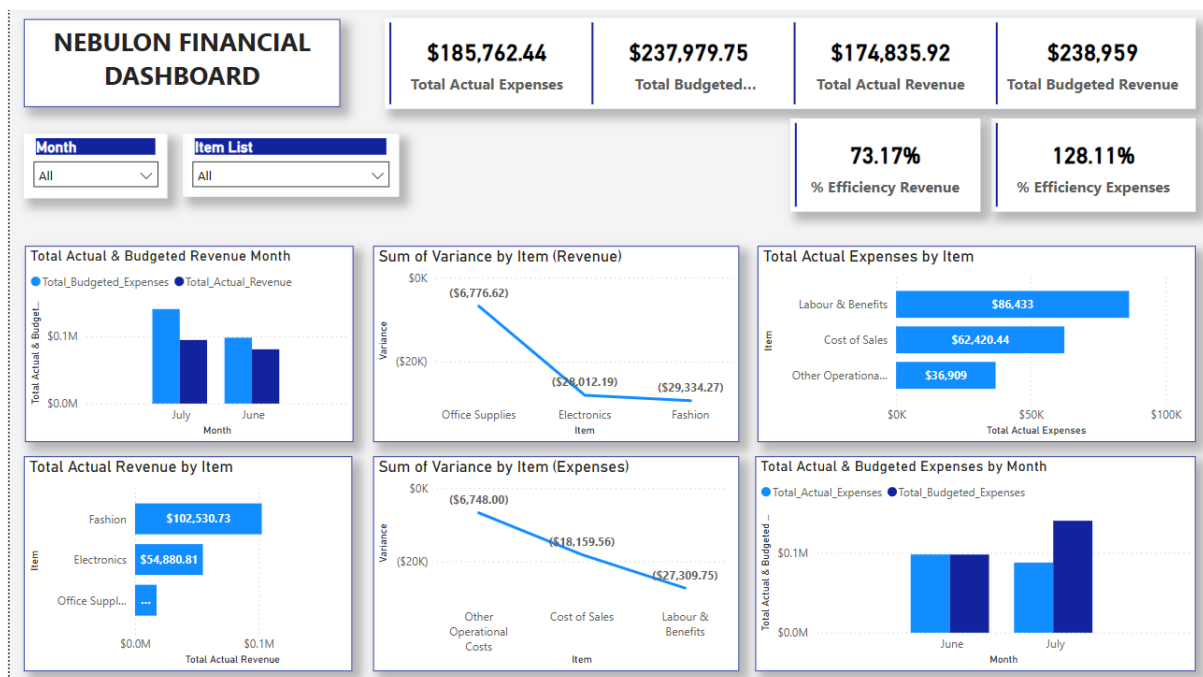 NEBULON FINANCIAL
DASHBOARD
$185,762.44
Total Actual Expenses
$237,979.75
Total Budgeted...
$174,835.92
Total Actual Revenue
$238,959
Total Budgeted Revenue
Month
All
Item List
All
73.17%
% Efficiency Revenue
128.11%
% Efficiency Expenses
Total Actual & Budgeted Revenue Month
Total_Budgeted_Expenses Total_Actual_Revenue
Total Actual & Budget...
$0.1M
$0.0M
July June
Month
Sum of Variance by Item (Revenue)
Variance
$0K
($20K)
($6,776.62)
($28,012.19)
($29,334.27)
Office Supplies Electronics Fashion
Item
Total Actual Expenses by Item
Item
Labour & Benefits $86,433
Cost of Sales $62,420.44
Other Operationa... $36,909
$0K $50K $100K
Total Actual Expenses
Total Actual Revenue by Item
Item
Fashion $102,530.73
Electronics $54,880.81
Office Suppl... ...
$0.0M $0.1M
Total Actual Revenue
Sum of Variance by Item (Expenses)
Variance
$0K
($20K)
($6,748.00)
($18,159.56)
($27,309.75)
Other
Operational
Costs
Cost of Sales
Labour &
Benefits
Item
Total Actual & Budgeted Expenses by Month
Total_Actual_Expenses Total_Budgeted_Expenses
Total Actual & Budgeted ...
$0.1M
$0.0M
June July
Month